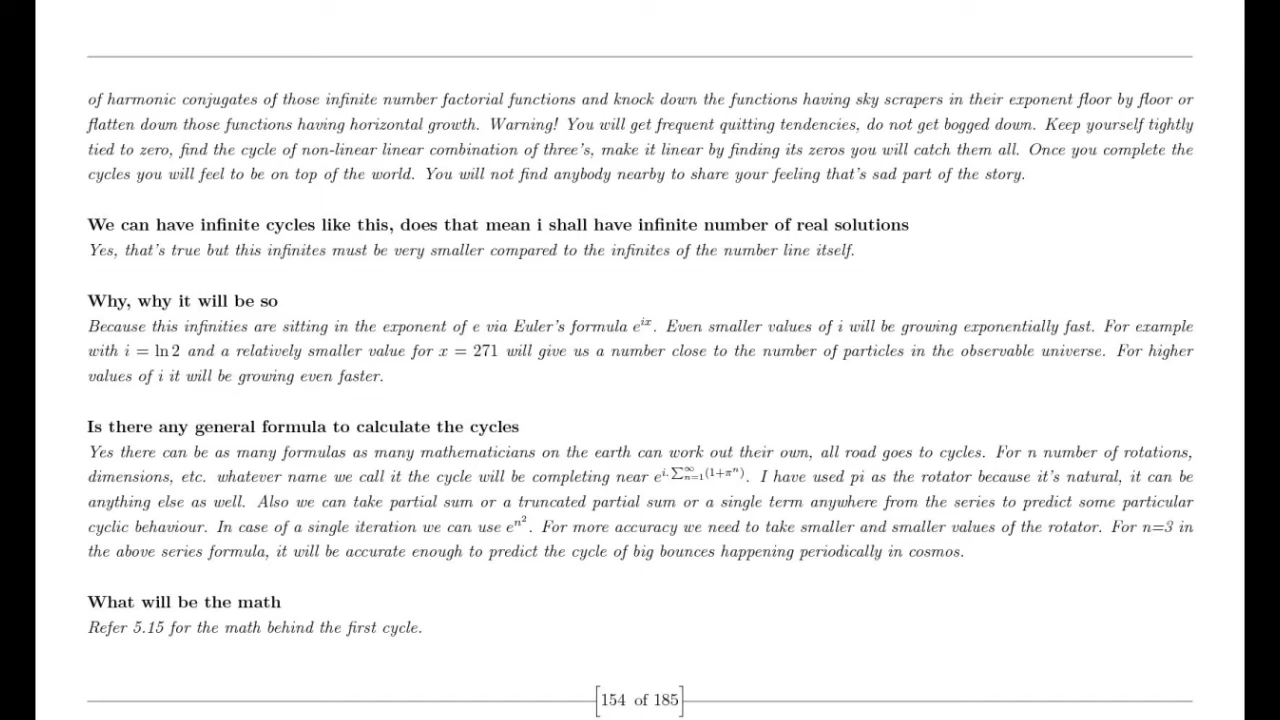 of harmonic conjugates of those infinite number factorial functions and knock down the functions having sky scrapers in their exponent floor by floor or
flatten down those functions having horizontal growth. Warning! You will get frequent quitting tendencies, do not get bogged down. Keep yourself tightly
tied to zero, find the cycle of non-linear linear combination of three's, make it linear by finding its zeros you will catch them all. Once you complete the
cycles you will feel to be on top of the world. You will not find anybody nearby to share your feeling that's sad part of the story.
We can have infinite cycles like this, does that mean i shall have infinite number of real solutions
Yes, that's true but this infinites must be very smaller compared to the infinites of the number line itself.
Why, why it will be so
Because this infinities are sitting in the exponent of e via Euler's formula e^{ix}. Even smaller values of i will be growing exponentially fast. For example
with i = ln 2 and a relatively smaller value for x = 271 will give us a number close to the number of particles in the observable universe. For higher
values of i it will be growing even faster.
Is there any general formula to calculate the cycles
Yes there can be as many formulas as many mathematicians on the earth can work out their own, all road goes to cycles. For n number of rotations,
dimensions, etc. whatever name we call it the cycle will be completing near e^{i.∑_{n=1}^{∞}(1+π^n)}. I have used pi as the rotator because it's natural, it can be
anything else as well. Also we can take partial sum or a truncated partial sum or a single term anywhere from the series to predict some particular
cyclic behaviour. In case of a single iteration we can use e^{n^2}. For more accuracy we need to take smaller and smaller values of the rotator. For n=3 in
the above series formula, it will be accurate enough to predict the cycle of big bounces happening periodically in cosmos.
What will be the math
Refer 5.15 for the math behind the first cycle.
[154 of 185]